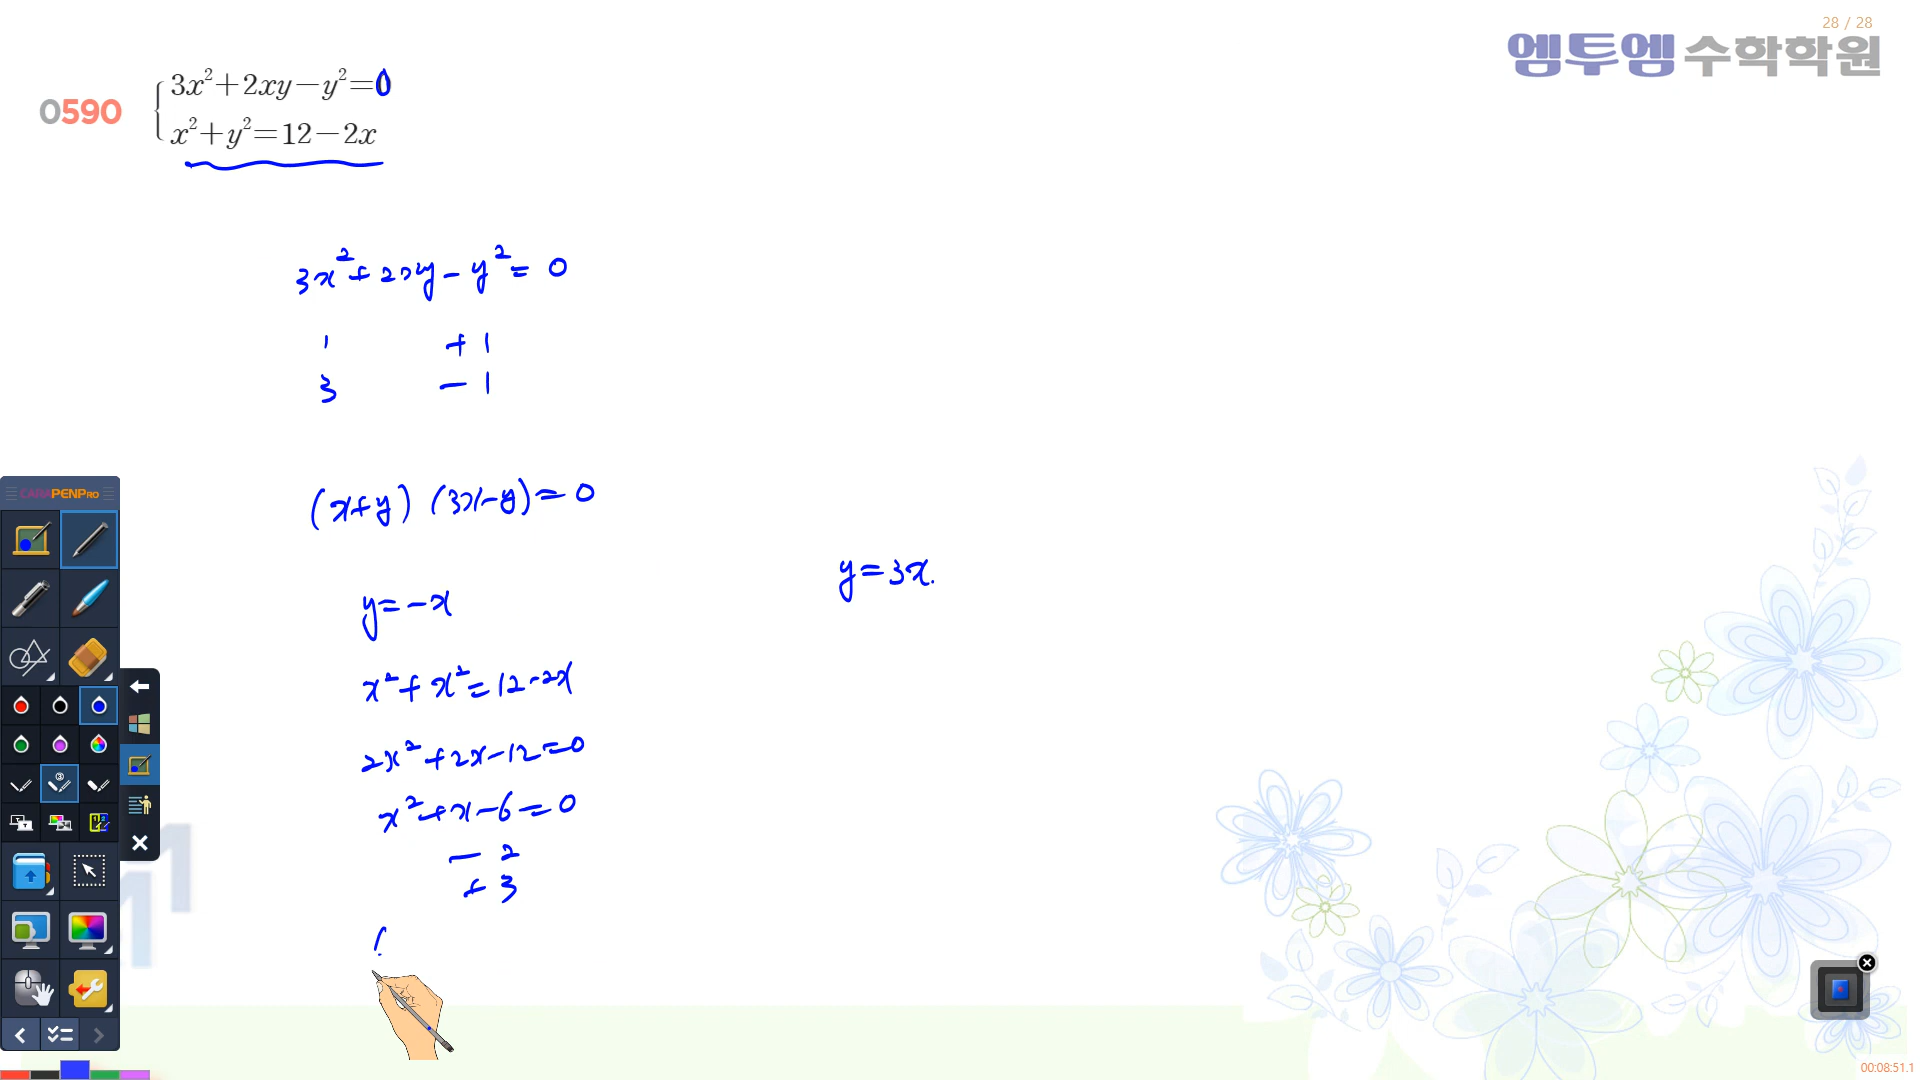 28 / 28
엠투엠 수학학원
0590
3x²+2xy−y²=0
x²+y²=12−2x
3x²+2xy−y²=0
1 +1
3 −1
(x+y)(3x−y)=0
y=−x
y=3x.
x²+x²=12−2x
2x²+2x−12=0
x²+x−6=0
−2
+3
(
CARAPENPRO
00:08:51.1